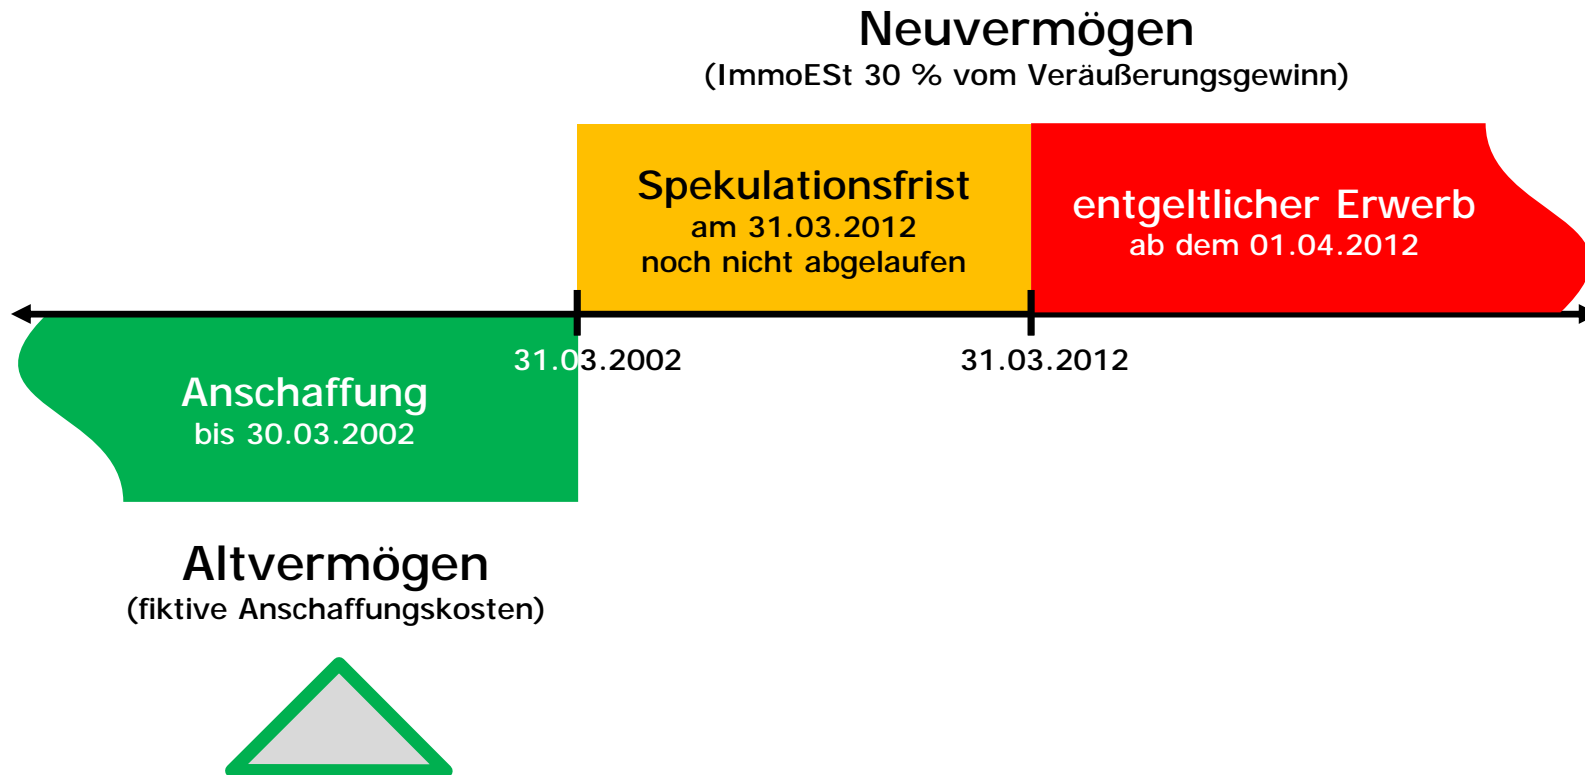 Neuvermögen
(ImmoESt 30 % vom Veräußerungsgewinn)
Spekulationsfrist
am 31.03.2012
noch nicht abgelaufen
entgeltlicher Erwerb
ab dem 01.04.2012
31.03.2002
31.03.2012
Anschaffung
bis 30.03.2002
Altvermögen
(fiktive Anschaffungskosten)